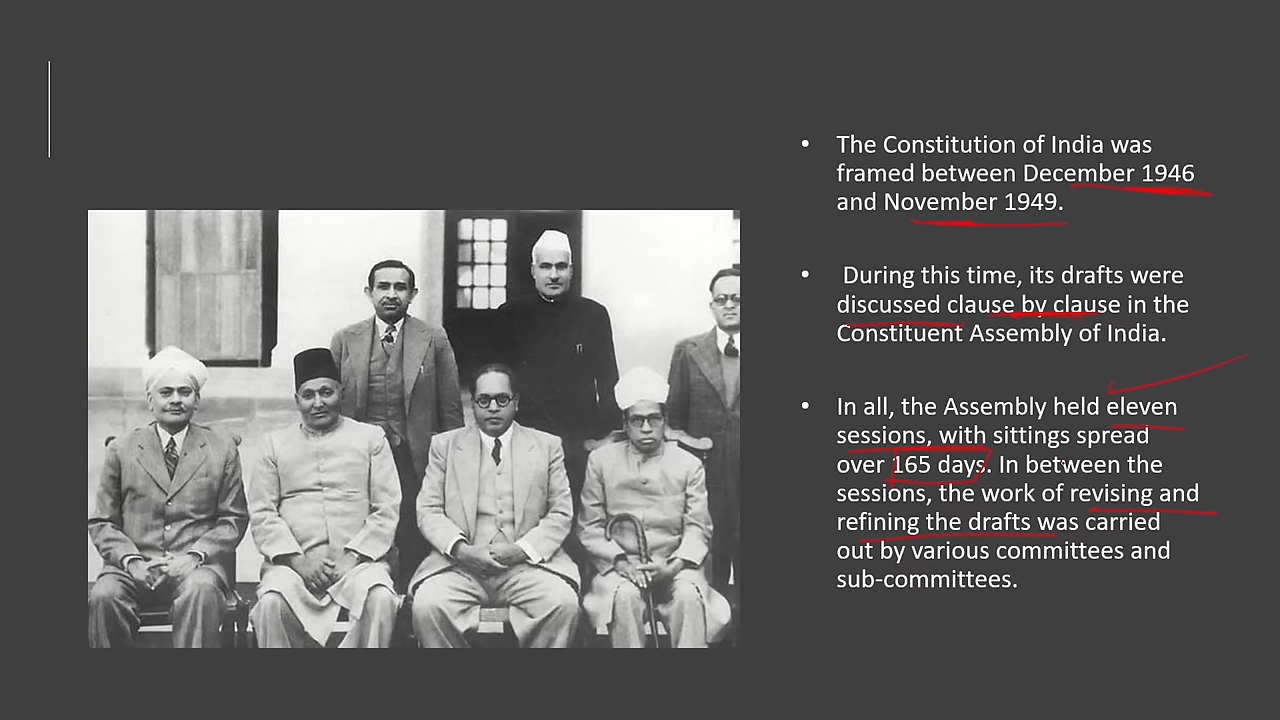 • The Constitution of India was
framed between December 1946
and November 1949.
• During this time, its drafts were
discussed clause by clause in the
Constituent Assembly of India.
• In all, the Assembly held eleven
sessions, with sittings spread
over 165 days. In between the
sessions, the work of revising and
refining the drafts was carried
out by various committees and
sub-committees.